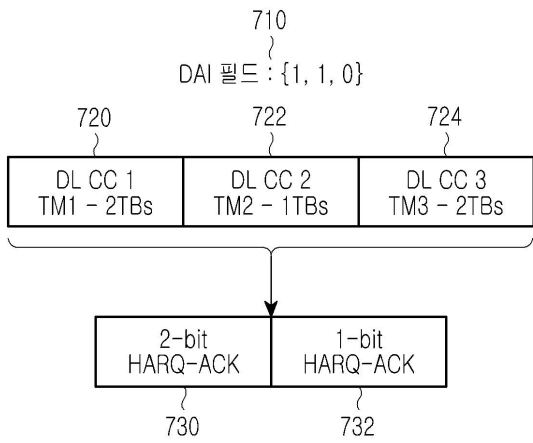 710
DAI 필드 : {1, 1, 0}
720 722 724
DL CC 1 DL CC 2 DL CC 3
TM1 - 2TBs TM2 - 1TBs TM3 - 2TBs
2-bit 1-bit
HARQ-ACK HARQ-ACK
730 732